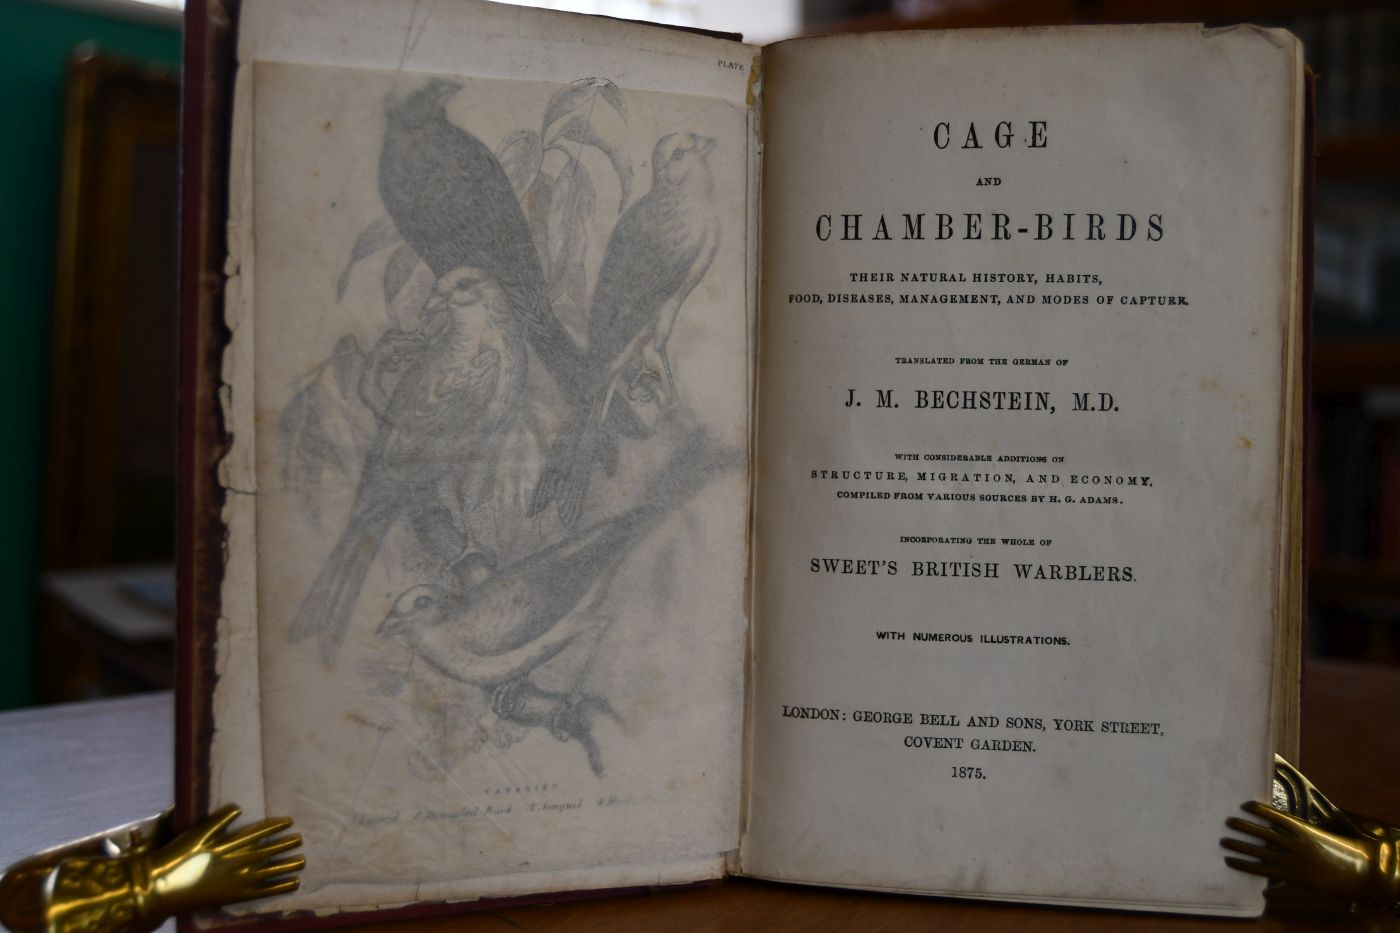 PLATE
CANARIES
CAGE
AND
CHAMBER-BIRDS
THEIR NATURAL HISTORY, HABITS,
FOOD, DISEASES, MANAGEMENT, AND MODES OF CAPTURE.
TRANSLATED FROM THE GERMAN OF
J. M. BECHSTEIN, M.D.
WITH CONSIDERABLE ADDITIONS ON
STRUCTURE, MIGRATION, AND ECONOMY,
COMPILED FROM VARIOUS SOURCES BY H. G. ADAMS.
INCORPORATING THE WHOLE OF
SWEET'S BRITISH WARBLERS.
WITH NUMEROUS ILLUSTRATIONS.
LONDON: GEORGE BELL AND SONS, YORK STREET,
COVENT GARDEN.
1875.